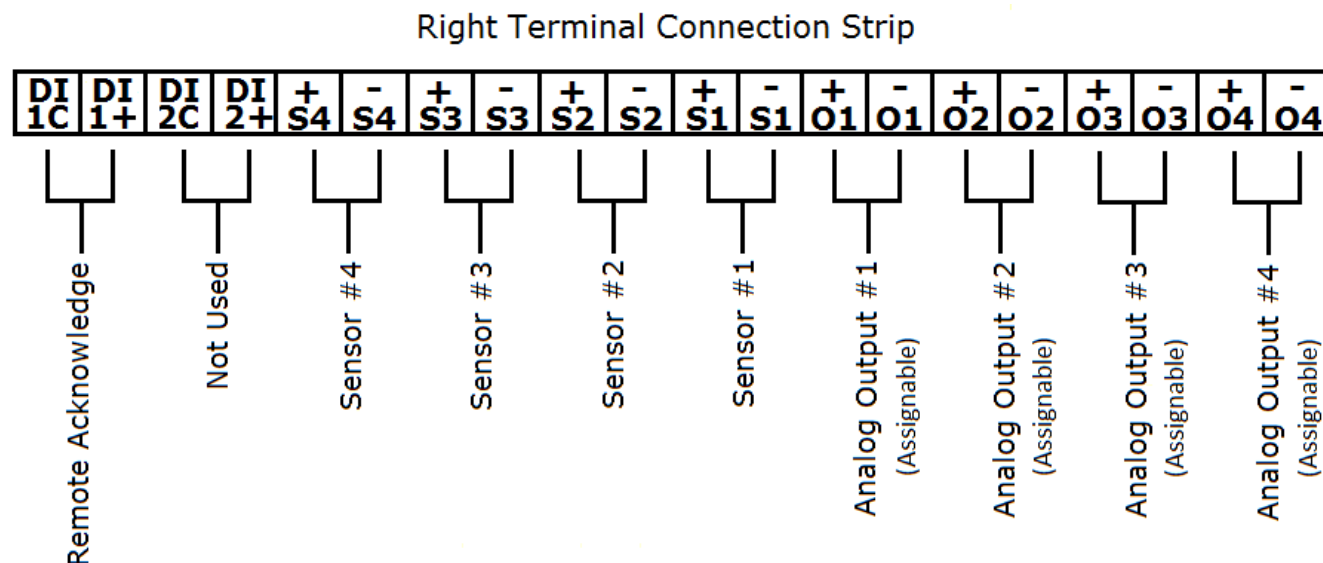 Right Terminal Connection Strip
DI DI DI DI + - + - + - + - + - + - + - + -
1C 1+ 2C 2+ S4 S4 S3 S3 S2 S2 S1 S1 O1 O1 O2 O2 O3 O3 O4 O4
Remote Acknowledge
Not Used
Sensor #4
Sensor #3
Sensor #2
Sensor #1
Analog Output #1
(Assignable)
Analog Output #2
(Assignable)
Analog Output #3
(Assignable)
Analog Output #4
(Assignable)